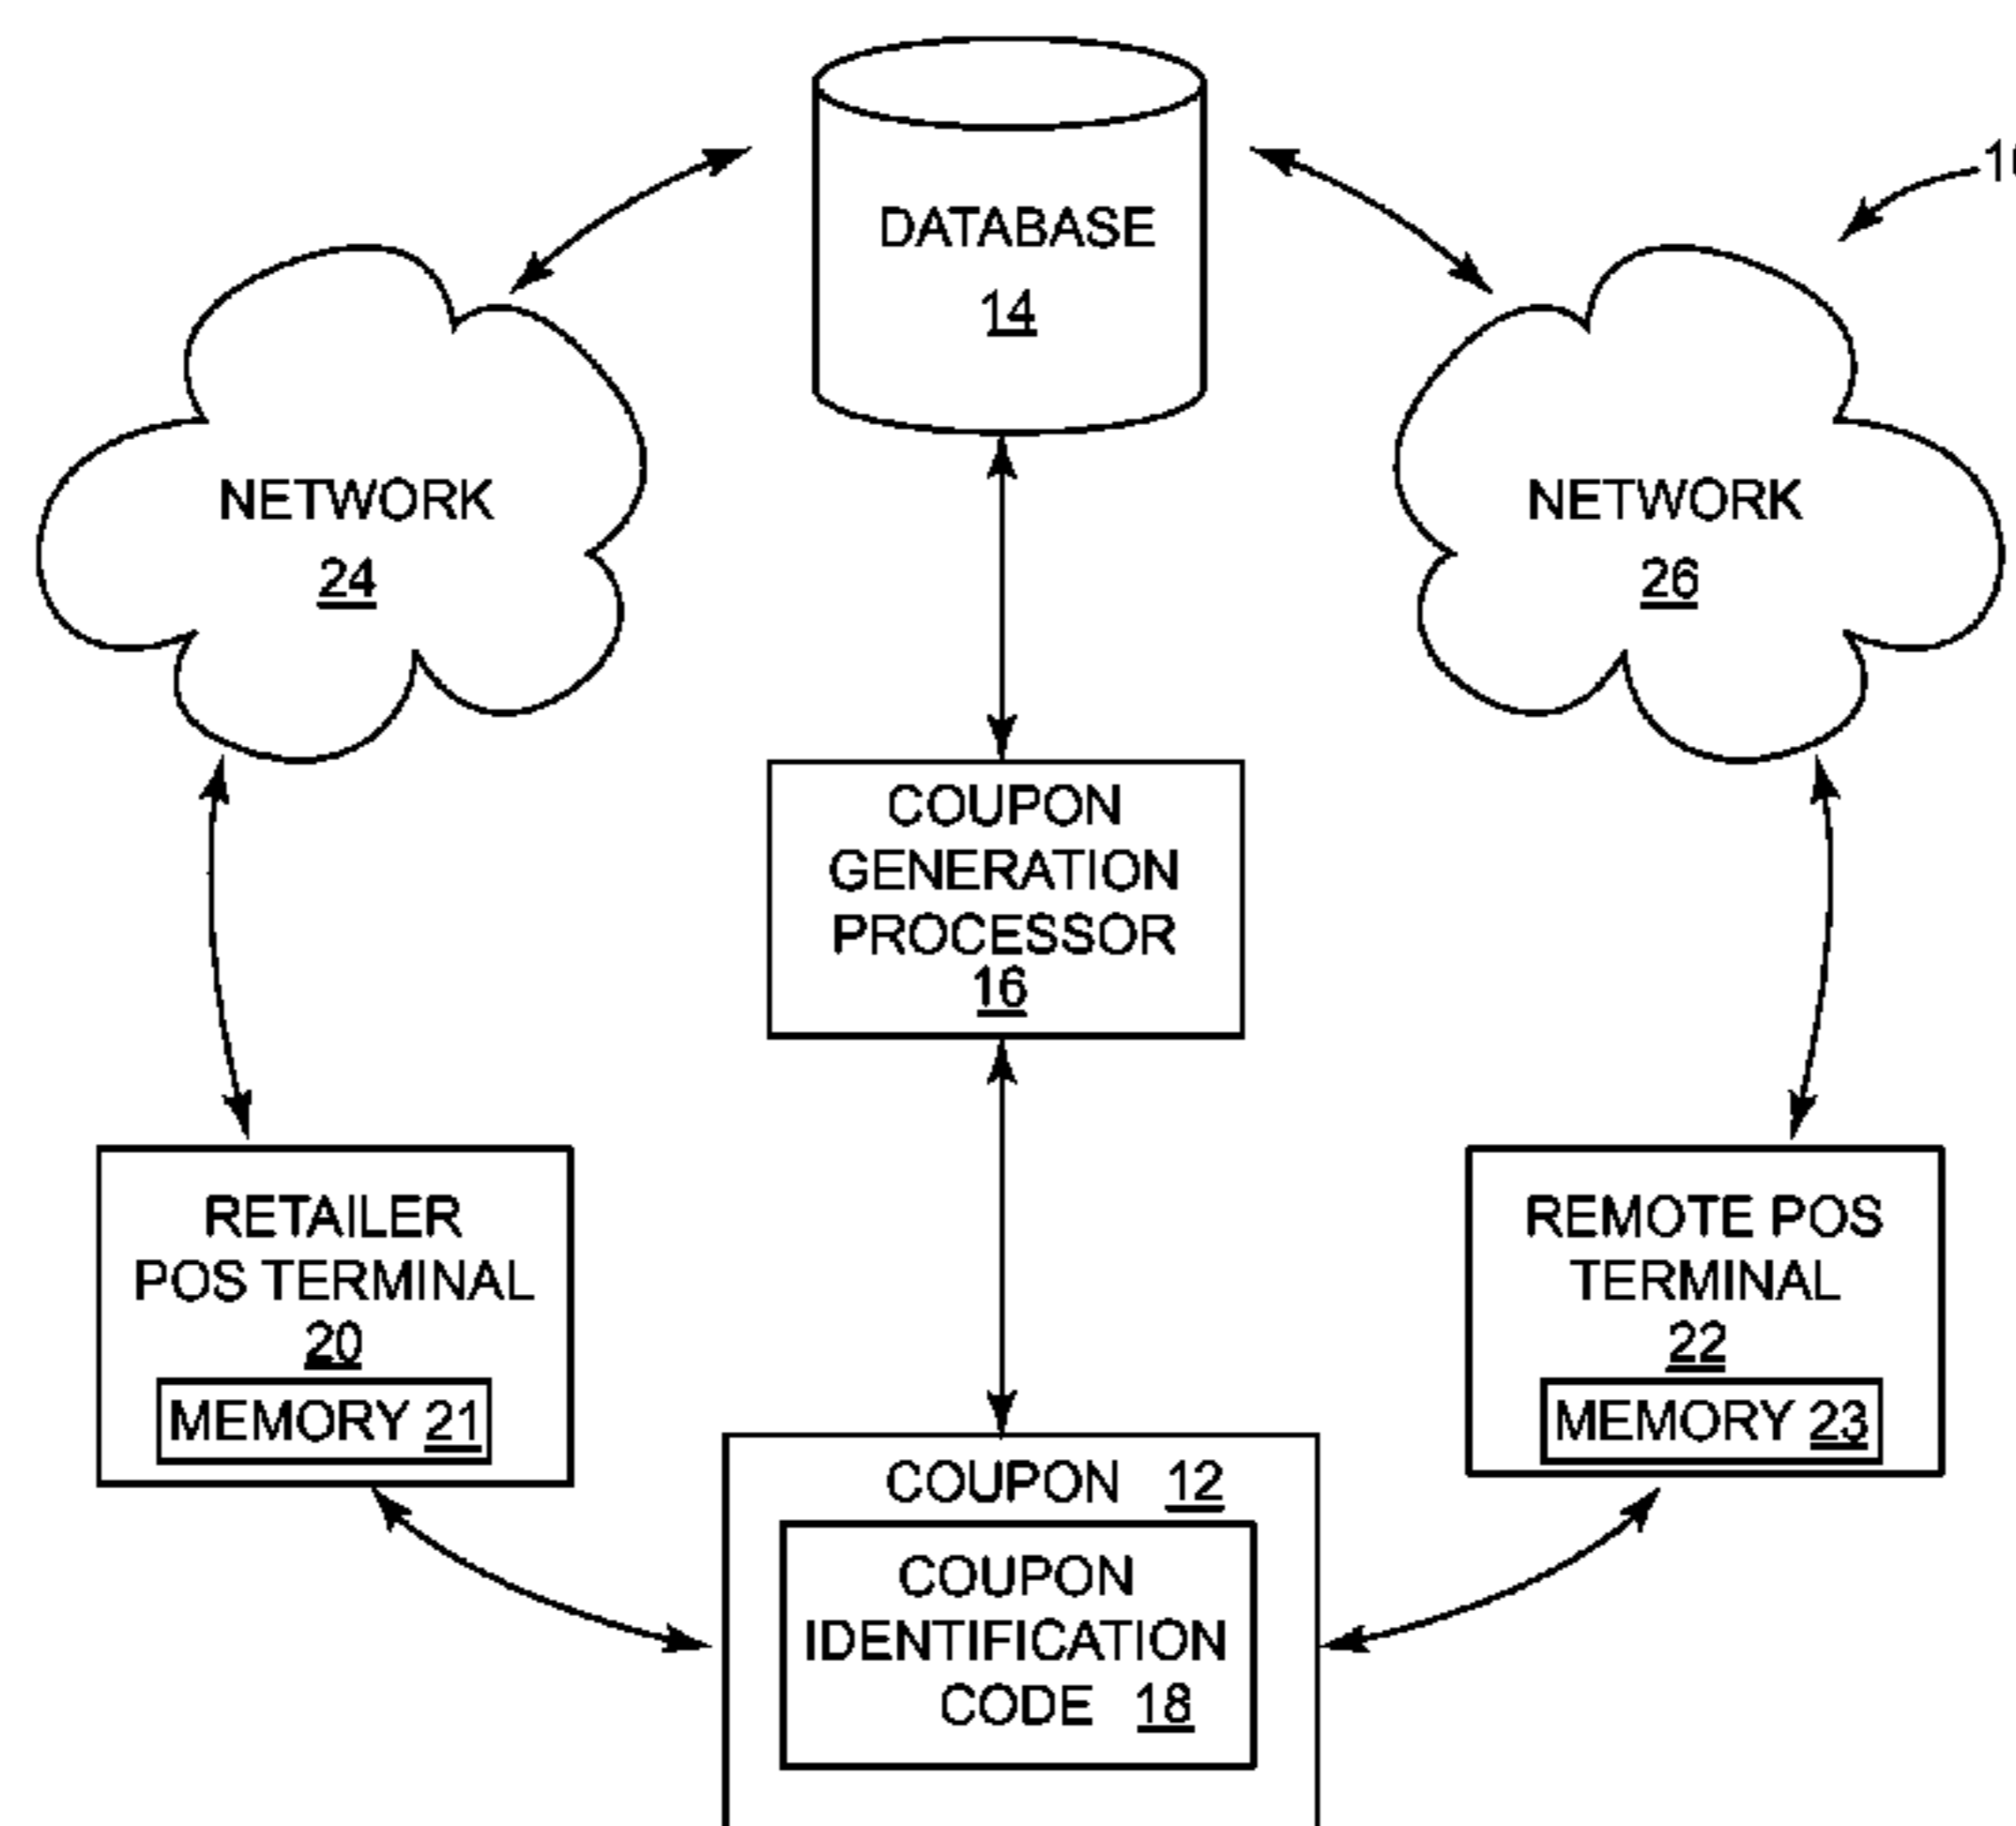 DATABASE
14
NETWORK
24
NETWORK
26
COUPON
GENERATION
PROCESSOR
16
RETAILER
POS TERMINAL
20
MEMORY 21
REMOTE POS
TERMINAL
22
MEMORY 23
COUPON 12
COUPON
IDENTIFICATION
CODE 18